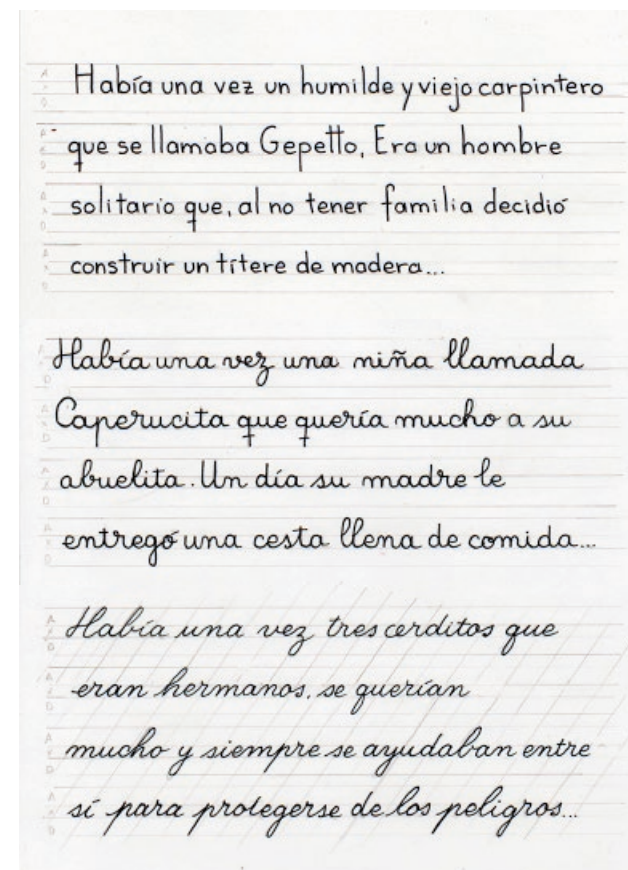 Había una vez un humilde y viejo carpintero
que se llamaba Gepetto, Era un hombre
solitario que, al no tener familia decidió
construir un títere de madera...
Había una vez una niña llamada
Caperucita que quería mucho a su
abuelita. Un día su madre le
entregó una cesta llena de comida...
Había una vez tres cerditos que
eran hermanos, se querían
mucho y siempre se ayudaban entre
sí para protegerse de los peligros...